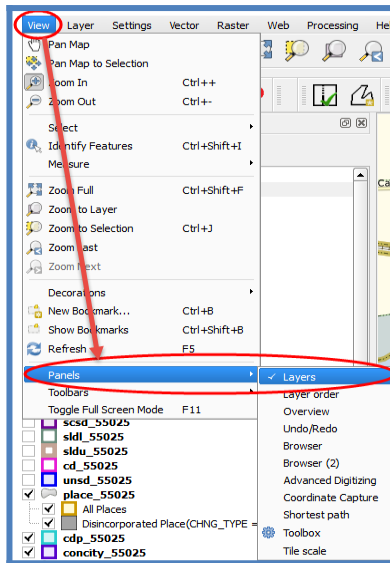 View Layer Settings Vector Raster Web Processing Hel
Pan Map
Pan Map to Selection
Zoom In Ctrl++
Zoom Out Ctrl+-
Select
Identify Features Ctrl+Shift+I
Measure
Zoom Full Ctrl+Shift+F
Zoom to Layer
Zoom to Selection Ctrl+J
Zoom Last
Zoom Next
Decorations
New Bookmark... Ctrl+B
Show Bookmarks Ctrl+Shift+B
Refresh F5
Panels
Toolbars
Toggle Full Screen Mode F11
Layers
Layer order
Overview
Undo/Redo
Browser
Browser (2)
Advanced Digitizing
Coordinate Capture
Shortest path
Toolbox
Tile scale
scsd_55025
sldl_55025
sldu_55025
cd_55025
unsd_55025
place_55025
All Places
Disincorporated Place(CHNG_TYPE =
cdp_55025
concity_55025